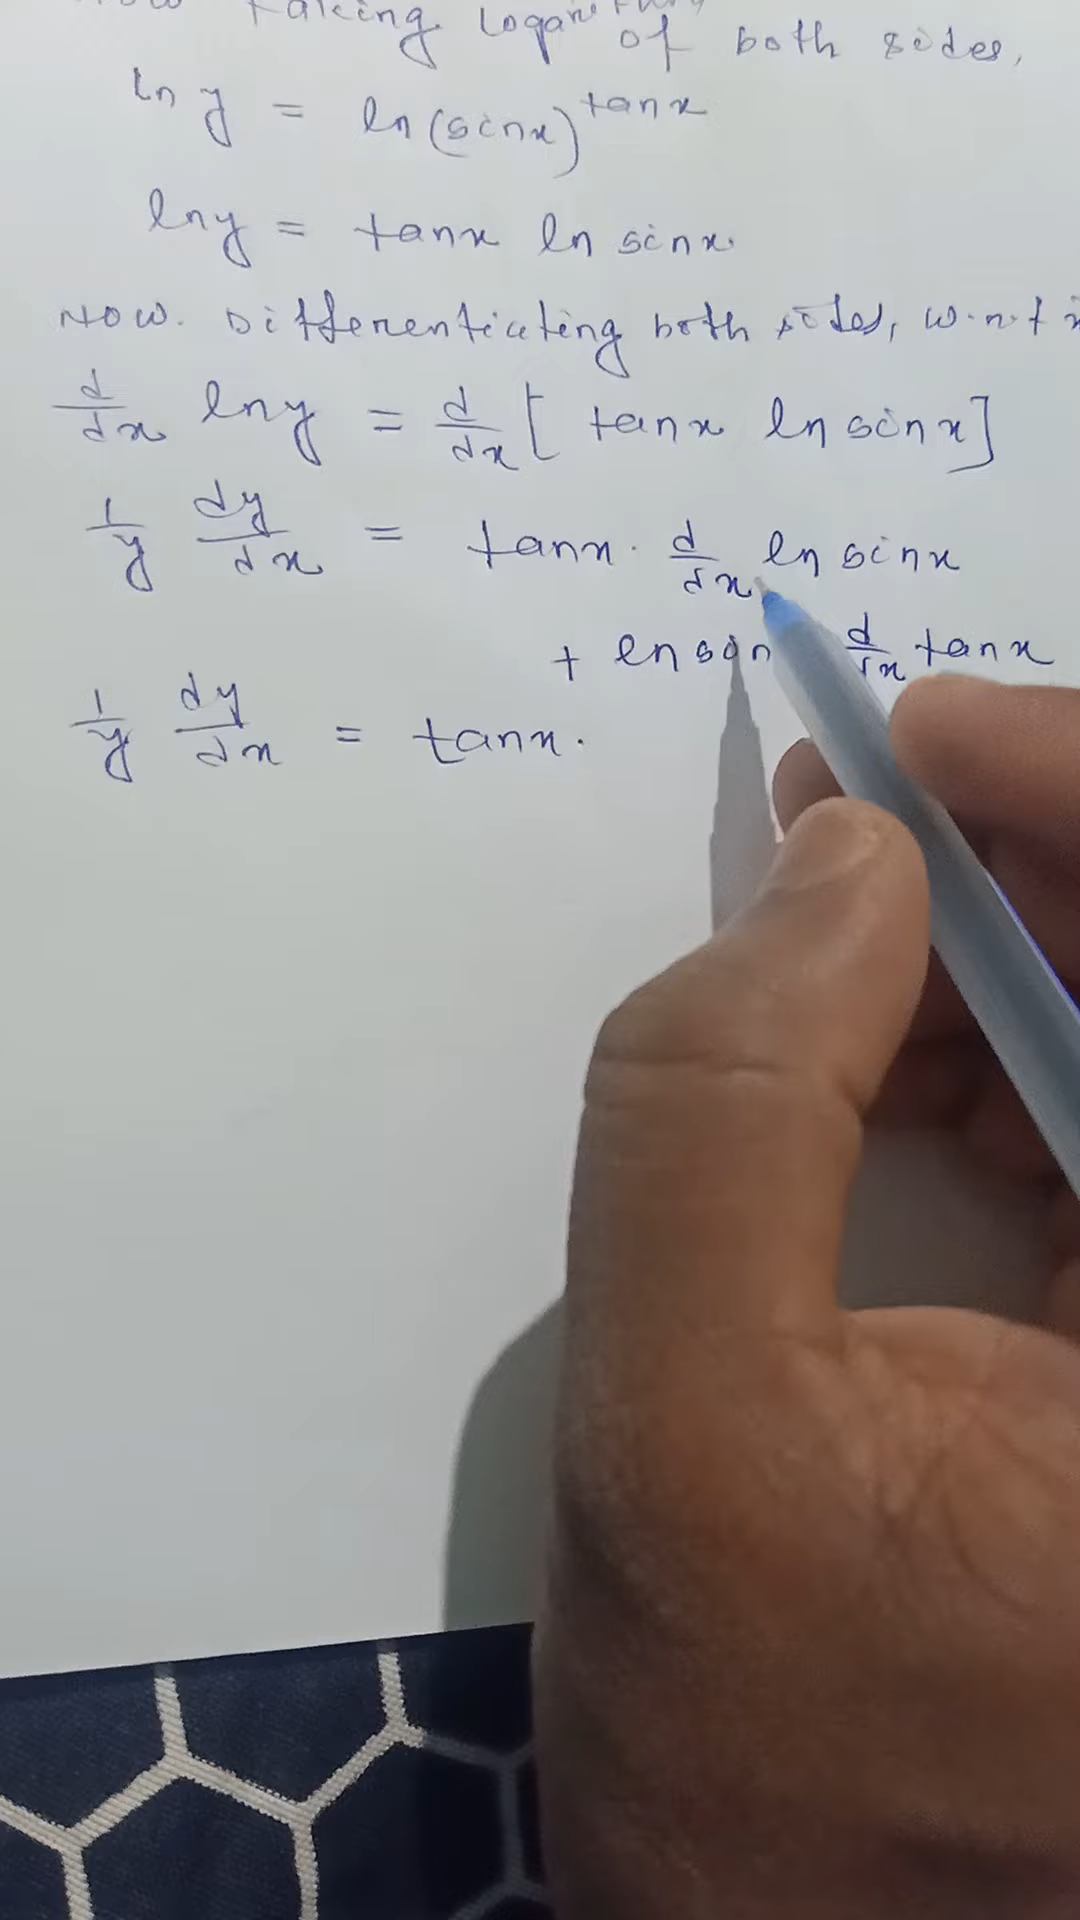 taking of both sides,
ln y = ln (sinx)^tanx
lny = tanx ln sinx.
Now. Differentiating both sides, w.r.t x
d/dx lny = d/dx [ tanx ln sinx]
1/y dy/dx = tanx . d/dx ln sinx
+ ln sin d/dx tanx
1/y dy/dx = tanx .